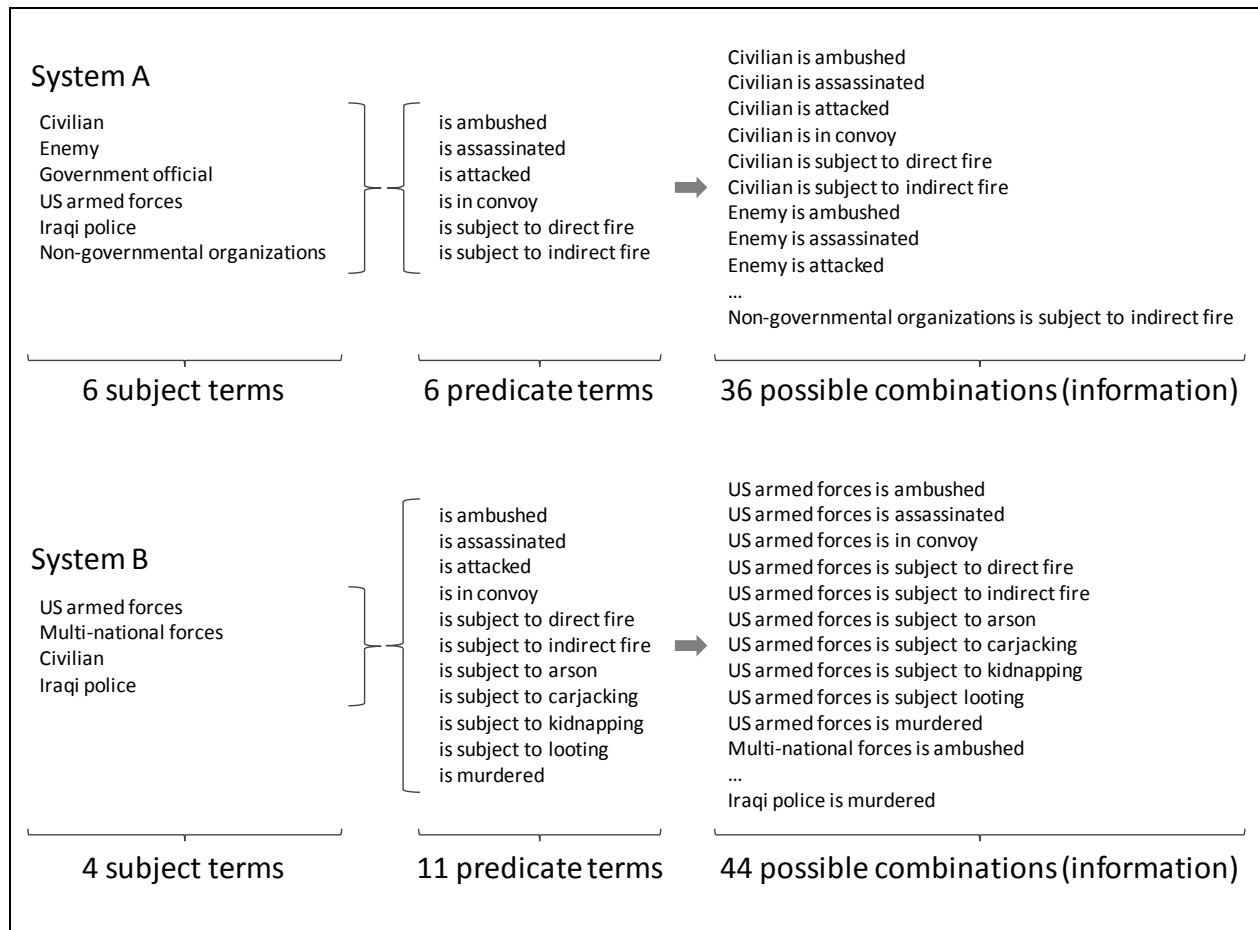 System A
Civilian
Enemy
Government official
US armed forces
Iraqi police
Non-governmental organizations
is ambushed
is assassinated
is attacked
is in convoy
is subject to direct fire
is subject to indirect fire
Civilian is ambushed
Civilian is assassinated
Civilian is attacked
Civilian is in convoy
Civilian is subject to direct fire
Civilian is subject to indirect fire
Enemy is ambushed
Enemy is assassinated
Enemy is attacked
...
Non-governmental organizations is subject to indirect fire
6 subject terms
6 predicate terms
36 possible combinations (information)
System B
US armed forces
Multi-national forces
Civilian
Iraqi police
is ambushed
is assassinated
is attacked
is in convoy
is subject to direct fire
is subject to indirect fire
is subject to arson
is subject to carjacking
is subject to kidnapping
is subject to looting
is murdered
US armed forces is ambushed
US armed forces is assassinated
US armed forces is in convoy
US armed forces is subject to direct fire
US armed forces is subject to indirect fire
US armed forces is subject to arson
US armed forces is subject to carjacking
US armed forces is subject to kidnapping
US armed forces is subject looting
US armed forces is murdered
Multi-national forces is ambushed
...
Iraqi police is murdered
4 subject terms
11 predicate terms
44 possible combinations (information)